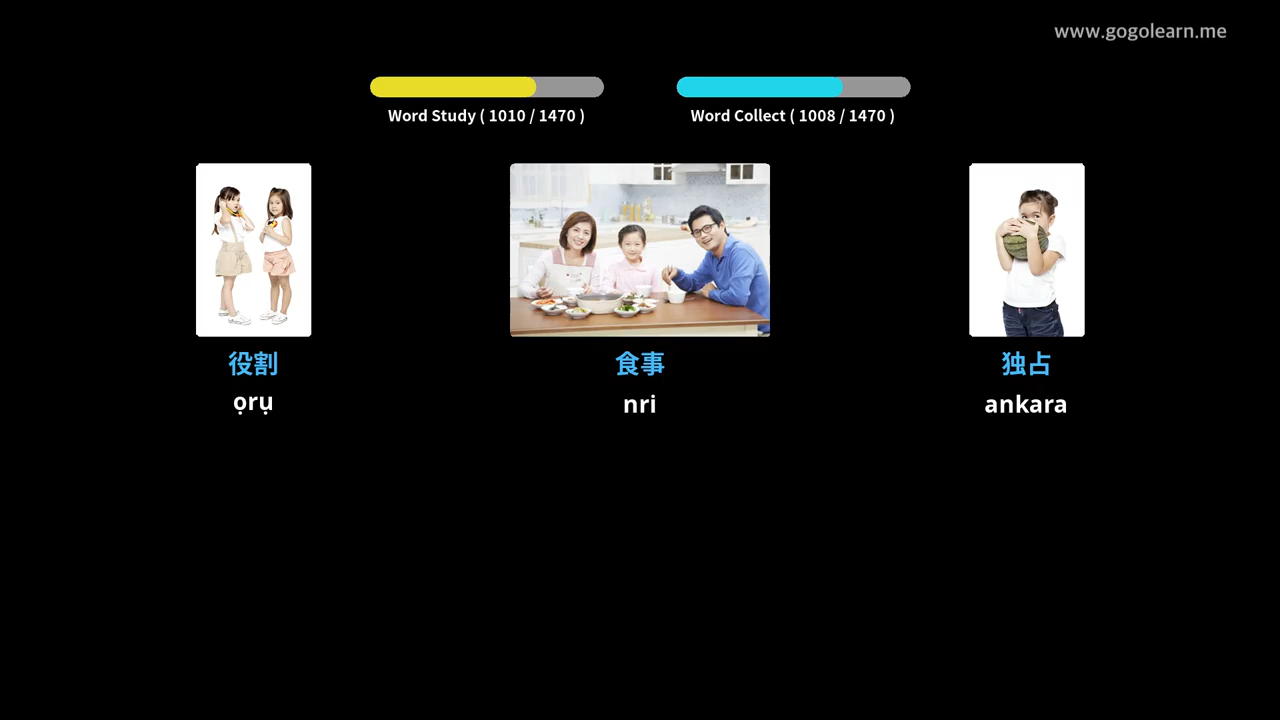 www.gogolearn.me
Word Study ( 1010 / 1470 )
Word Collect ( 1008 / 1470 )
役割
食事
独占
ọrụ
nri
ankara